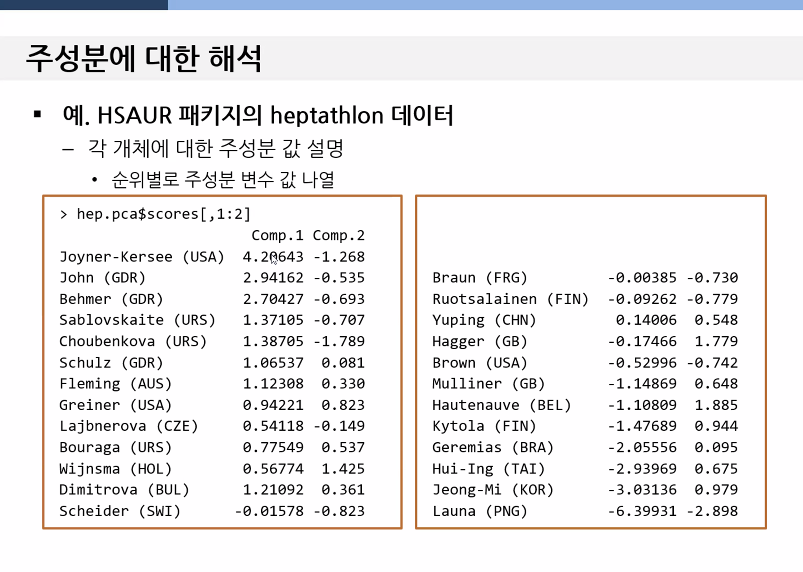 주성분에 대한 해석
▪ 예. HSAUR 패키지의 heptathlon 데이터
– 각 개체에 대한 주성분 값 설명
• 순위별로 주성분 변수 값 나열
> hep.pca$scores[,1:2]
Comp.1 Comp.2
Joyner-Kersee (USA) 4.20643 -1.268
John (GDR) 2.94162 -0.535
Behmer (GDR) 2.70427 -0.693
Sablovskaite (URS) 1.37105 -0.707
Choubenkova (URS) 1.38705 -1.789
Schulz (GDR) 1.06537 0.081
Fleming (AUS) 1.12308 0.330
Greiner (USA) 0.94221 0.823
Lajbnerova (CZE) 0.54118 -0.149
Bouraga (URS) 0.77549 0.537
Wijnsma (HOL) 0.56774 1.425
Dimitrova (BUL) 1.21092 0.361
Scheider (SWI) -0.01578 -0.823
Braun (FRG) -0.00385 -0.730
Ruotsalainen (FIN) -0.09262 -0.779
Yuping (CHN) 0.14006 0.548
Hagger (GB) -0.17466 1.779
Brown (USA) -0.52996 -0.742
Mulliner (GB) -1.14869 0.648
Hautenauve (BEL) -1.10809 1.885
Kytola (FIN) -1.47689 0.944
Geremias (BRA) -2.05556 0.095
Hui-Ing (TAI) -2.93969 0.675
Jeong-Mi (KOR) -3.03136 0.979
Launa (PNG) -6.39931 -2.898